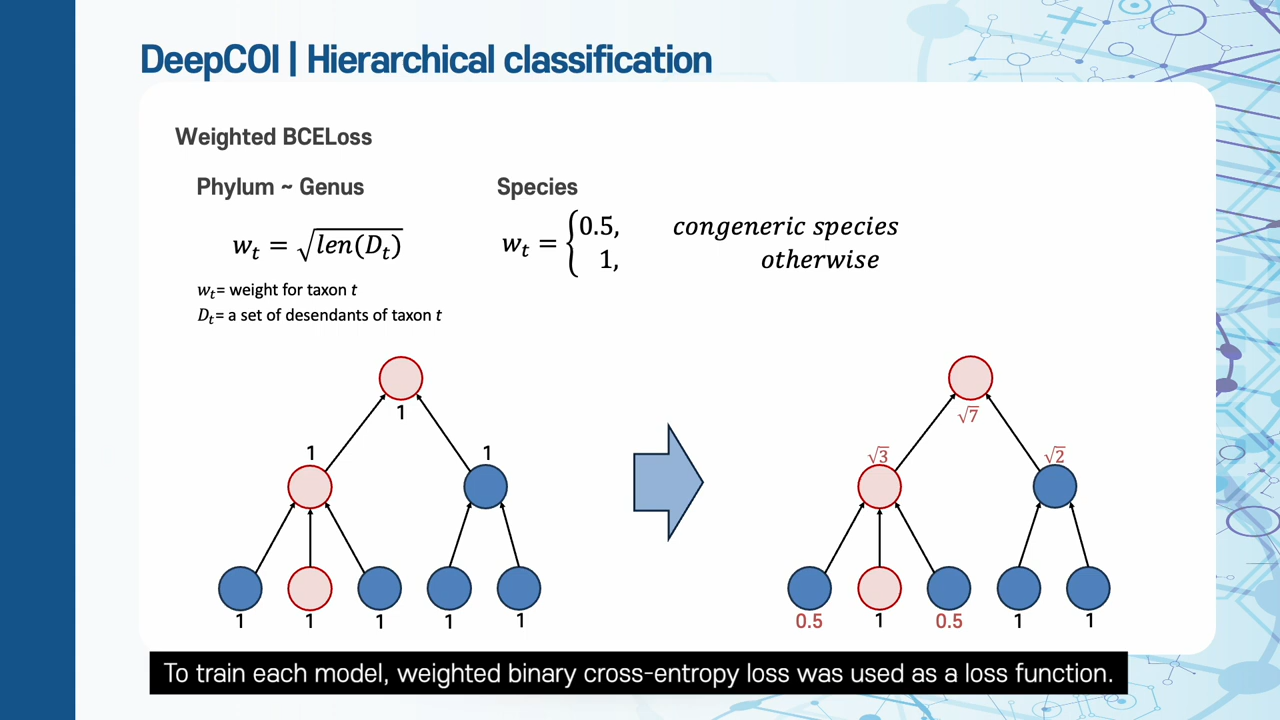 DeepCOI | Hierarchical classification
Weighted BCELoss
Phylum ~ Genus
Species
w_t = √len(D_t)
w_t = { 0.5, congeneric species
1, otherwise
w_t= weight for taxon t
D_t= a set of desendants of taxon t
1
√7
1
1
√3
√2
1
1
1
1
1
0.5
1
0.5
1
1
To train each model, weighted binary cross-entropy loss was used as a loss function.